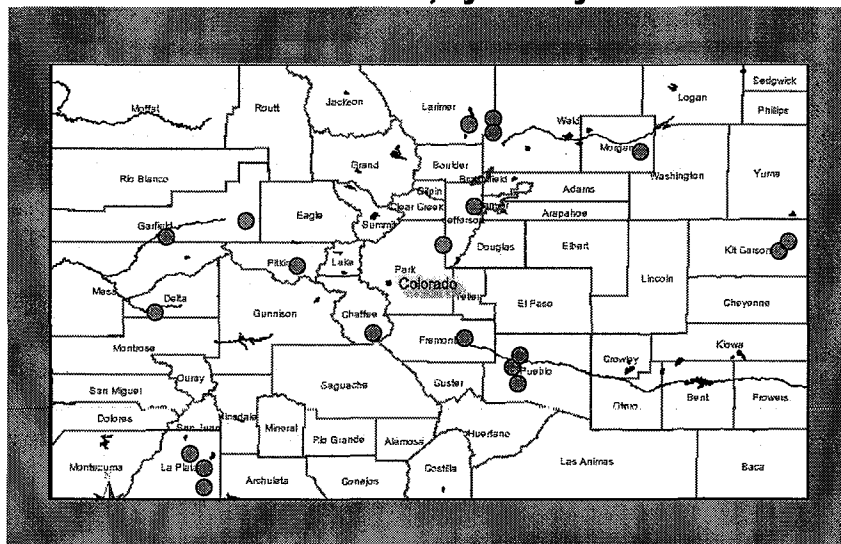 Moffat
Routt
Jackson
Larimer
Weld
Logan
Sedgwick
Phillips
Morgan
Grand
Boulder
Rio Blanco
Washington
Yuma
Gilpin
Clear Creek
Adams
Arapahoe
Eagle
Summit
Jefferson
Garfield
Douglas
Elbert
Kit Carson
Pitkin
Lake
Park
Lincoln
Mesa
Delta
Colorado
Teller
El Paso
Cheyenne
Gunnison
Chaffee
Fremont
Montrose
Crowley
Kiowa
Pueblo
Ouray
Saguache
Custer
San Miguel
Otero
Bent
Prowers
Dolores
San Juan
Hinsdale
Mineral
Rio Grande
Alamosa
Huerfano
Montezuma
La Plata
Las Animas
Baca
Archuleta
Conejos
Costilla